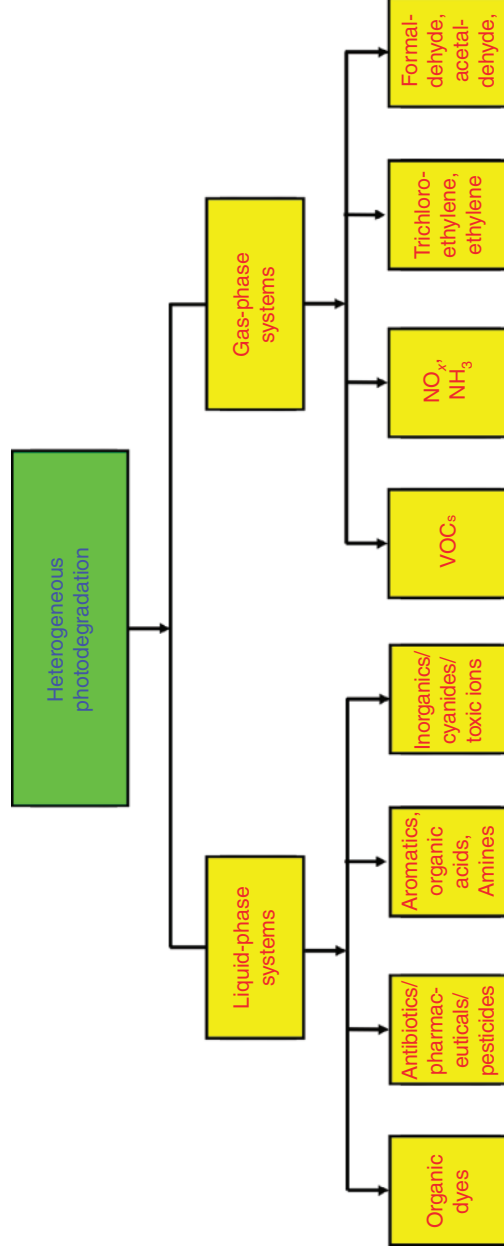 Heterogeneous
photodegradation
Liquid-phase
systems
Gas-phase
systems
Organic
dyes
Antibiotics/
pharmac-
euticals/
pesticides
Aromatics,
organic
acids,
Amines
Inorganics/
cyanides/
toxic ions
VOCs
NOx,
NH3
Trichloro-
ethylene,
ethylene
Formal-
dehyde,
acetal-
dehyde,